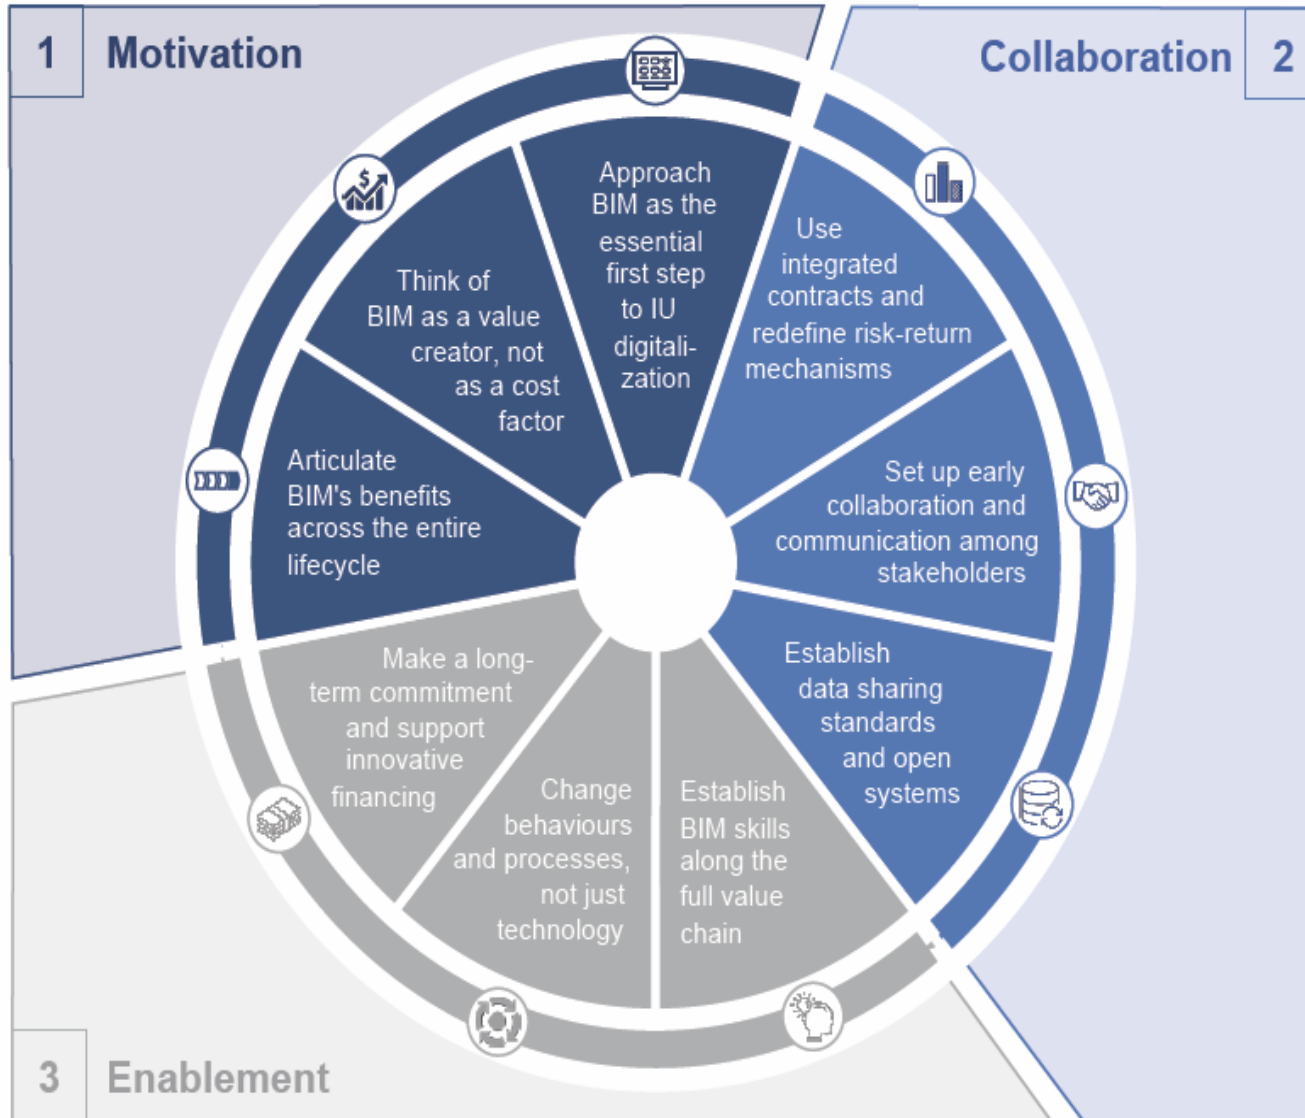 1
Motivation
Collaboration
2
Approach
BIM as the
essential
first step
to IU
digitali-
zation
Think of
BIM as a value
creator, not
as a cost
factor
Articulate
BIM's benefits
across the entire
lifecycle
Use
integrated
contracts and
redefine risk-return
mechanisms
Set up early
collaboration and
communication among
stakeholders
Establish
data sharing
standards
and open
systems
Establish
BIM skills
along the
full value
chain
Change
behaviours
and processes,
not just
technology
Make a long-
term commitment
and support
innovative
financing
3
Enablement
$